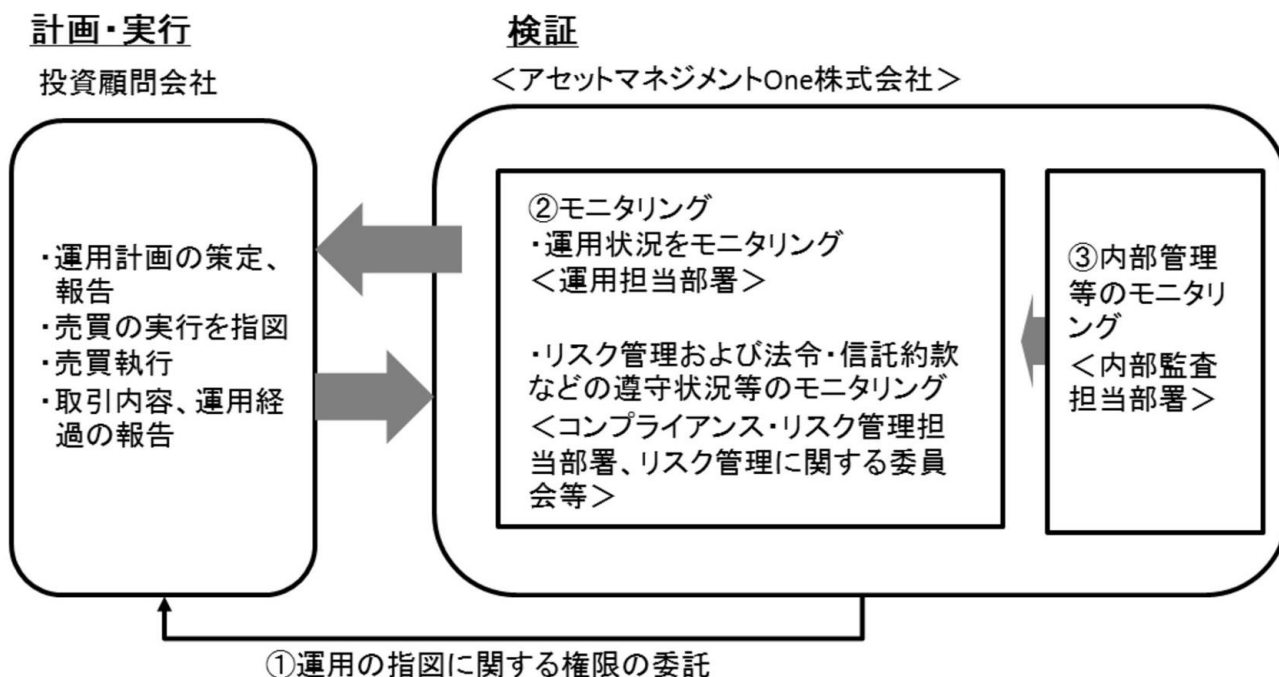 計画・実行
投資顧問会社
・運用計画の策定、
報告
・売買の実行を指図
・売買執行
・取引内容、運用経
過の報告
検証
＜アセットマネジメントOne株式会社＞
②モニタリング
・運用状況をモニタリング
＜運用担当部署＞
・リスク管理および法令・信託約款
などの遵守状況等のモニタリング
＜コンプライアンス・リスク管理担
当部署、リスク管理に関する委員
会等＞
③内部管理
等のモニタリ
ング
＜内部監査
担当部署＞
①運用の指図に関する権限の委託